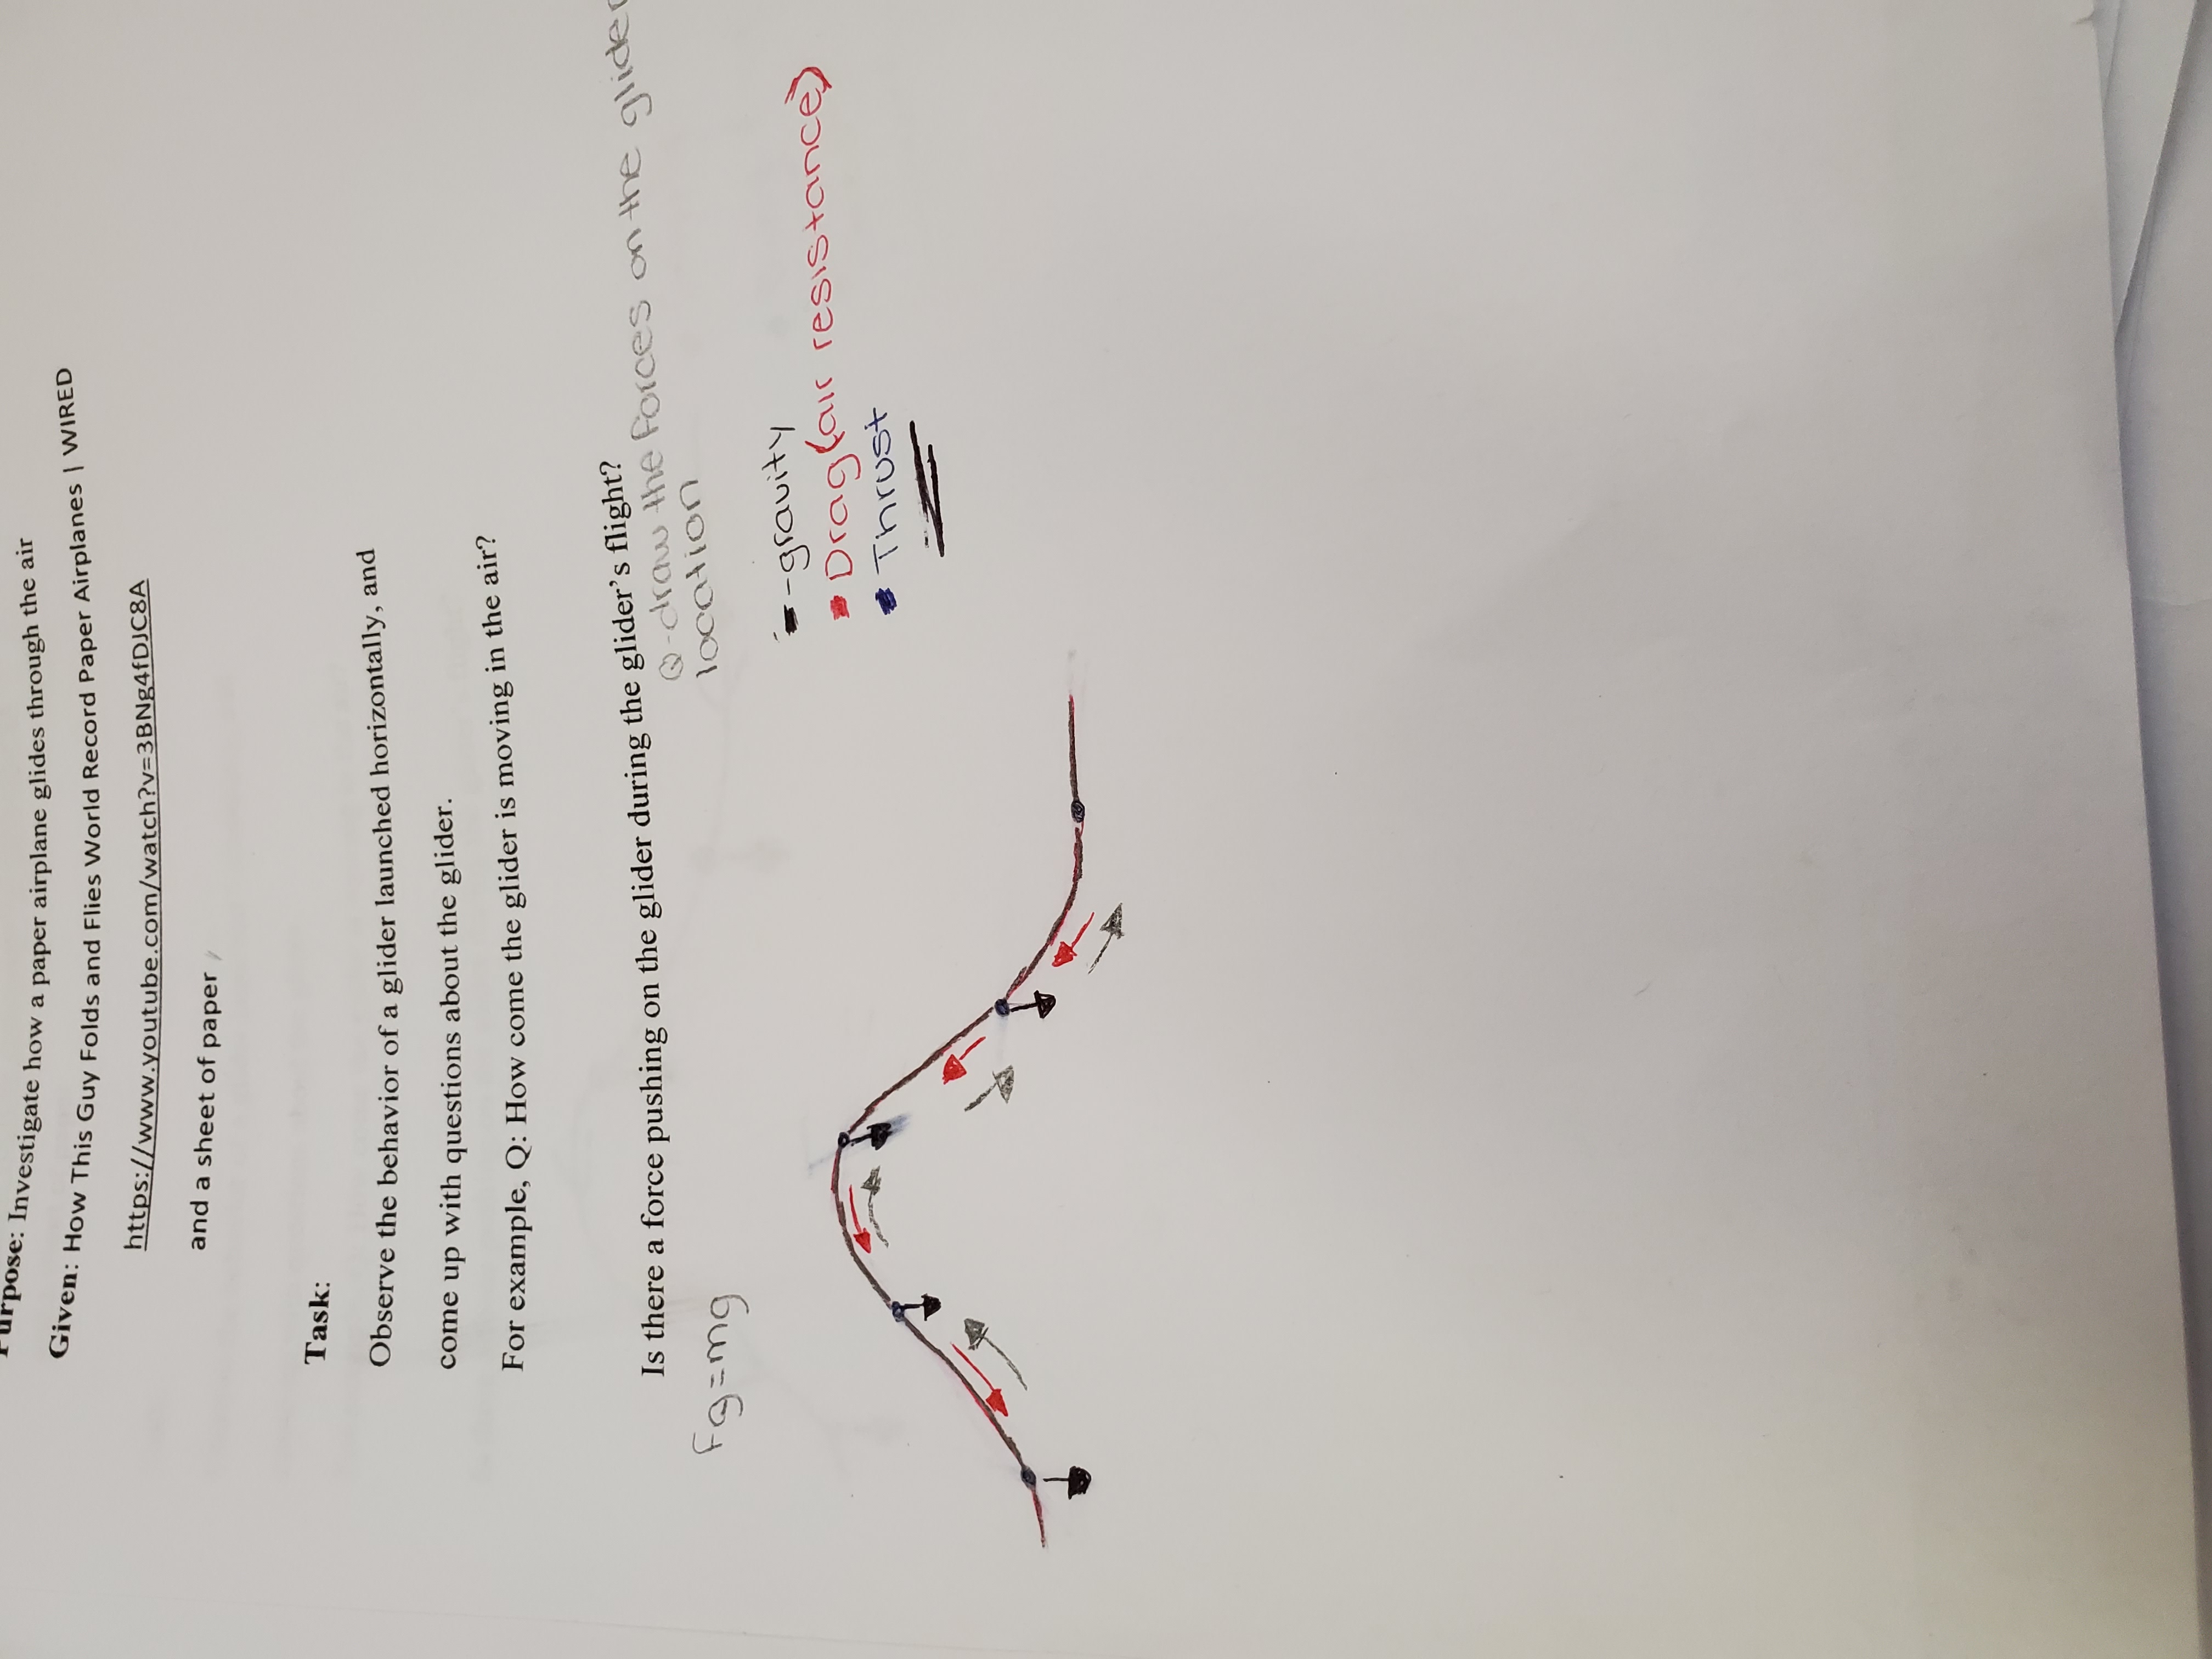 Purpose: Investigate how a paper airplane glides through the air
Given: How This Guy Folds and Flies World Record Paper Airplanes | WIRED
https://www.youtube.com/watch?v=3BNg4fDJC8A
and a sheet of paper
Task:
Observe the behavior of a glider launched horizontally, and
come up with questions about the glider.
For example, Q: How come the glider is moving in the air?
Is there a force pushing on the glider during the glider's flight?
Q-draw the forces on the glider
location
Fg=mg
-gravity
Drag(air resistance)
Thrust